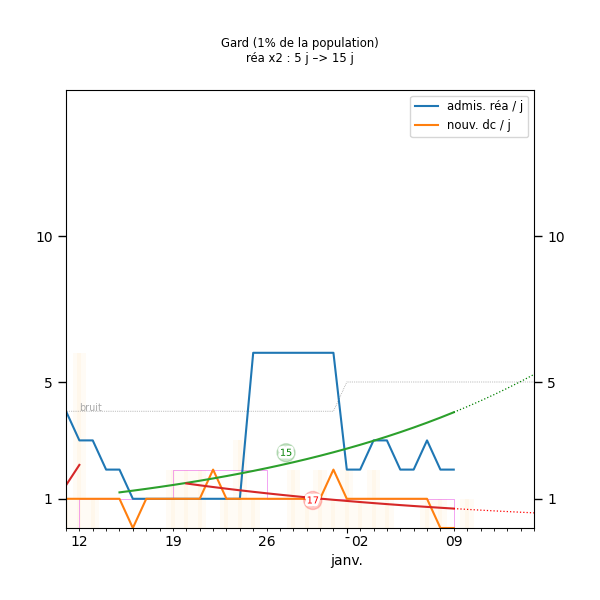 Gard (1% de la population)
réa x2 : 5 j –> 15 j
admis. réa / j
nouv. dc / j
10
10
5
5
bruit
15
17
1
1
12
19
26
02
09
janv.